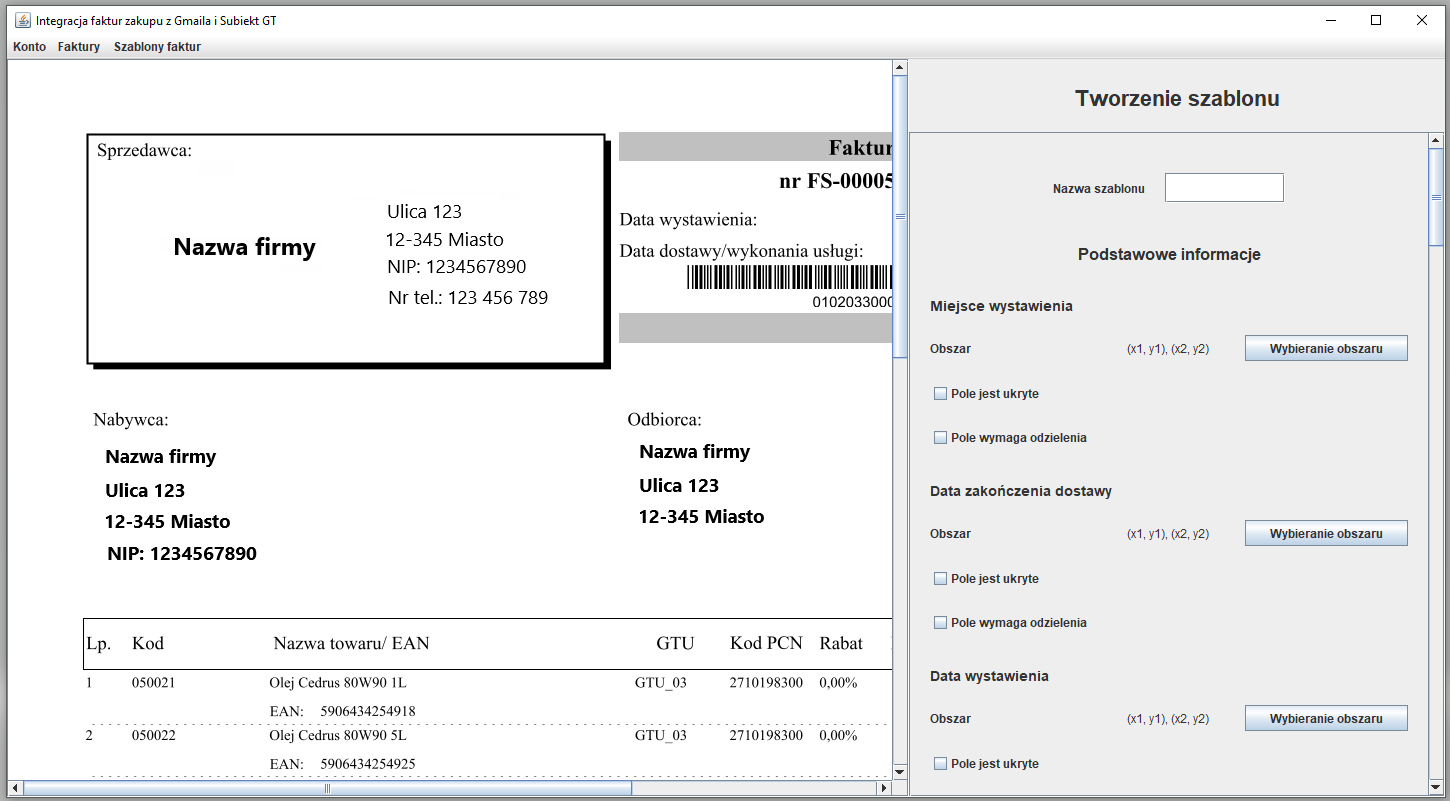 Integracja faktur zakupu z Gmaila i Subiekt GT
Konto Faktury Szablony faktur
Sprzedawca:
Nazwa firmy
Ulica 123
12-345 Miasto
NIP: 1234567890
Nr tel.: 123 456 789
Faktur
nr FS-00005
Data wystawienia:
Data dostawy/wykonania usługi:
0102033000
Nabywca:
Nazwa firmy
Ulica 123
12-345 Miasto
NIP: 1234567890
Odbiorca:
Nazwa firmy
Ulica 123
12-345 Miasto
Lp. Kod Nazwa towaru/ EAN GTU Kod PCN Rabat
1 050021 Olej Cedrus 80W90 1L GTU_03 2710198300 0,00%
EAN: 5906434254918
2 050022 Olej Cedrus 80W90 5L GTU_03 2710198300 0,00%
EAN: 5906434254925
Tworzenie szablonu
Nazwa szablonu
Podstawowe informacje
Miejsce wystawienia
Obszar (x1, y1), (x2, y2) Wybieranie obszaru
Pole jest ukryte
Pole wymaga odzielenia
Data zakończenia dostawy
Obszar (x1, y1), (x2, y2) Wybieranie obszaru
Pole jest ukryte
Pole wymaga odzielenia
Data wystawienia
Obszar (x1, y1), (x2, y2) Wybieranie obszaru
Pole jest ukryte